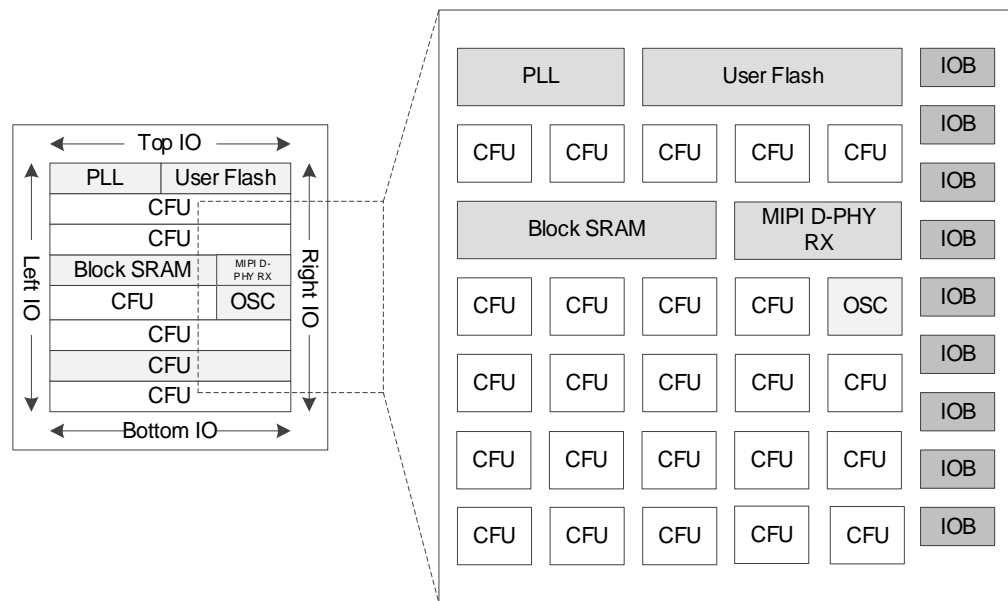 Top IO
PLL User Flash
CFU
CFU
Block SRAM MIPI D-
PHY RX
CFU OSC
CFU
CFU
CFU
Bottom IO
Left IO
Right IO
PLL User Flash IOB
IOB
CFU CFU CFU CFU CFU
IOB
Block SRAM MIPI D-PHY
RX
IOB
CFU CFU CFU CFU OSC IOB
IOB
CFU CFU CFU CFU CFU
IOB
CFU CFU CFU CFU CFU IOB
CFU CFU CFU CFU CFU IOB